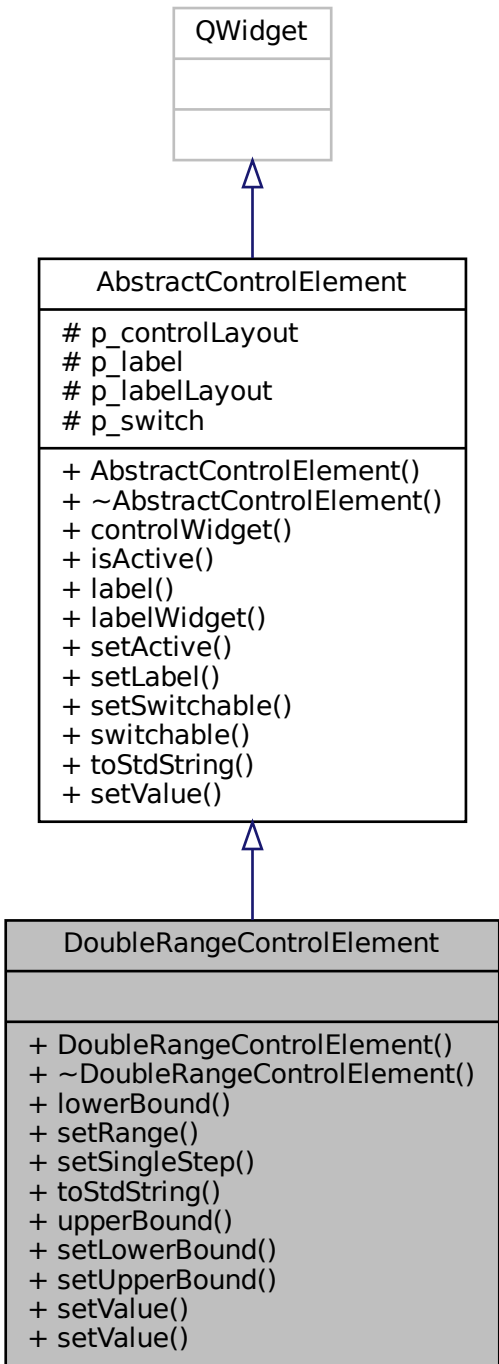 QWidget
AbstractControlElement
# p_controlLayout
# p_label
# p_labelLayout
# p_switch
+ AbstractControlElement()
+ ~AbstractControlElement()
+ controlWidget()
+ isActive()
+ label()
+ labelWidget()
+ setActive()
+ setLabel()
+ setSwitchable()
+ switchable()
+ toStdString()
+ setValue()
DoubleRangeControlElement
+ DoubleRangeControlElement()
+ ~DoubleRangeControlElement()
+ lowerBound()
+ setRange()
+ setSingleStep()
+ toStdString()
+ upperBound()
+ setLowerBound()
+ setUpperBound()
+ setValue()
+ setValue()